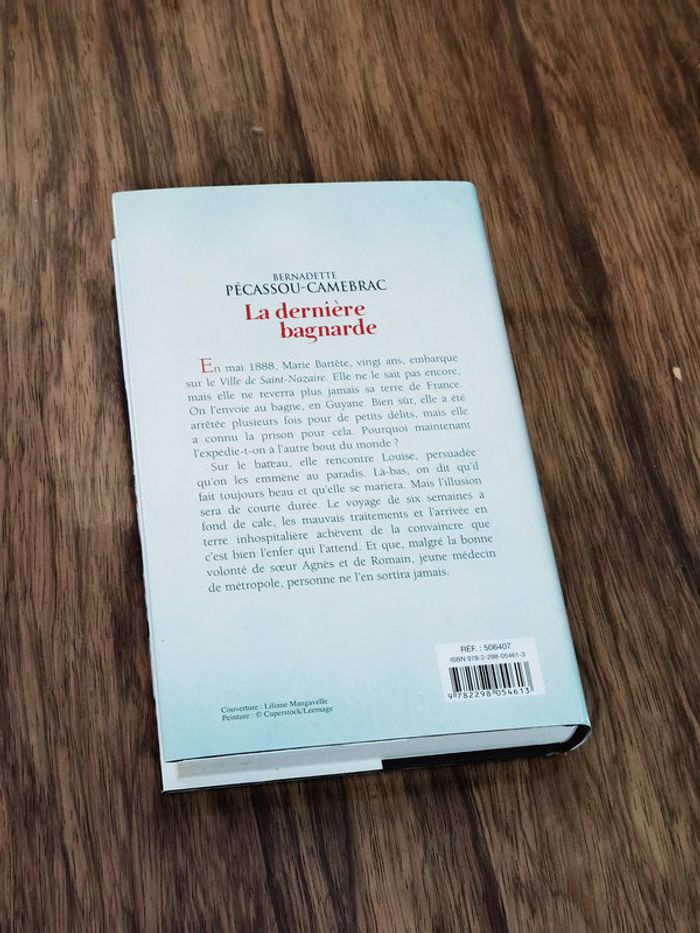 BERNADETTE
PÉCASSOU-CAMEBRAC
La dernière
bagnarde
En mai 1888, Marie Bartête, vingt ans, embarque
sur le Ville de Saint-Nazaire. Elle ne le sait pas encore,
mais elle ne reverra plus jamais sa terre de France.
On l'envoie au bagne, en Guyane. Bien sûr, elle a été
arrêtée plusieurs fois pour de petits délits, mais elle
a connu la prison pour cela. Pourquoi maintenant
l'expédie-t-on à l'autre bout du monde ?
Sur le bateau, elle rencontre Louise, persuadée
qu'on les emmène au paradis. Là-bas, on dit qu'il
fait toujours beau et qu'elle se mariera. Mais l'illusion
sera de courte durée. Le voyage de six semaines à
fond de cale, les mauvais traitements et l'arrivée en
terre inhospitalière achèvent de la convaincre que
c'est bien l'enfer qui l'attend. Et que, malgré la bonne
volonté de sœur Agnès et de Romain, jeune médecin
de métropole, personne ne l'en sortira jamais.
RÉF. : 506407
ISBN 978-2-298-05461-3
9 782298 054613
Couverture : Liliane Mangavelle
Peinture : © Cuperstock/Leemage